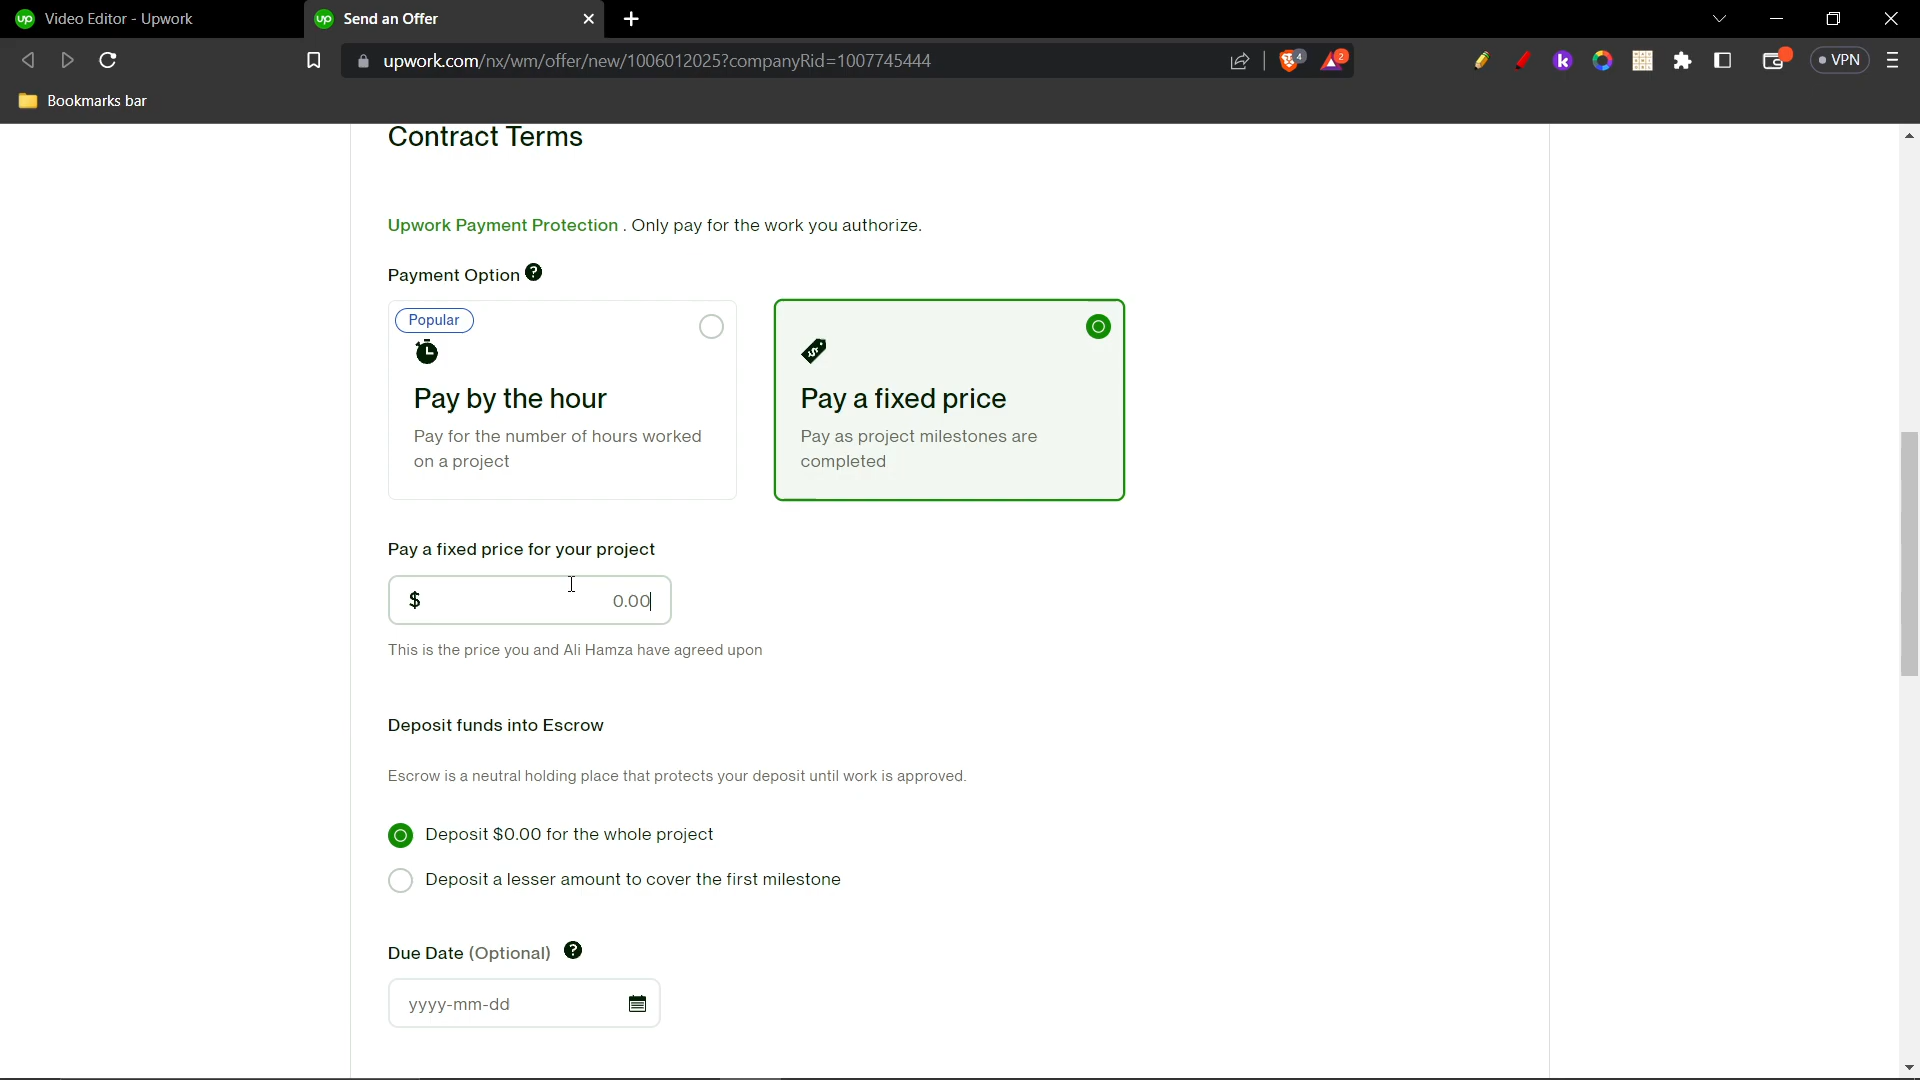 Video Editor - Upwork
Send an Offer
upwork.com/nx/wm/offer/new/1006012025?companyRid=1007745444
4
2
VPN
Bookmarks bar
Contract Terms
Upwork Payment Protection . Only pay for the work you authorize.
Payment Option
Popular
Pay by the hour
Pay for the number of hours worked
on a project
Pay a fixed price
Pay as project milestones are
completed
Pay a fixed price for your project
$ 0.00
This is the price you and Ali Hamza have agreed upon
Deposit funds into Escrow
Escrow is a neutral holding place that protects your deposit until work is approved.
Deposit $0.00 for the whole project
Deposit a lesser amount to cover the first milestone
Due Date (Optional)
yyyy-mm-dd